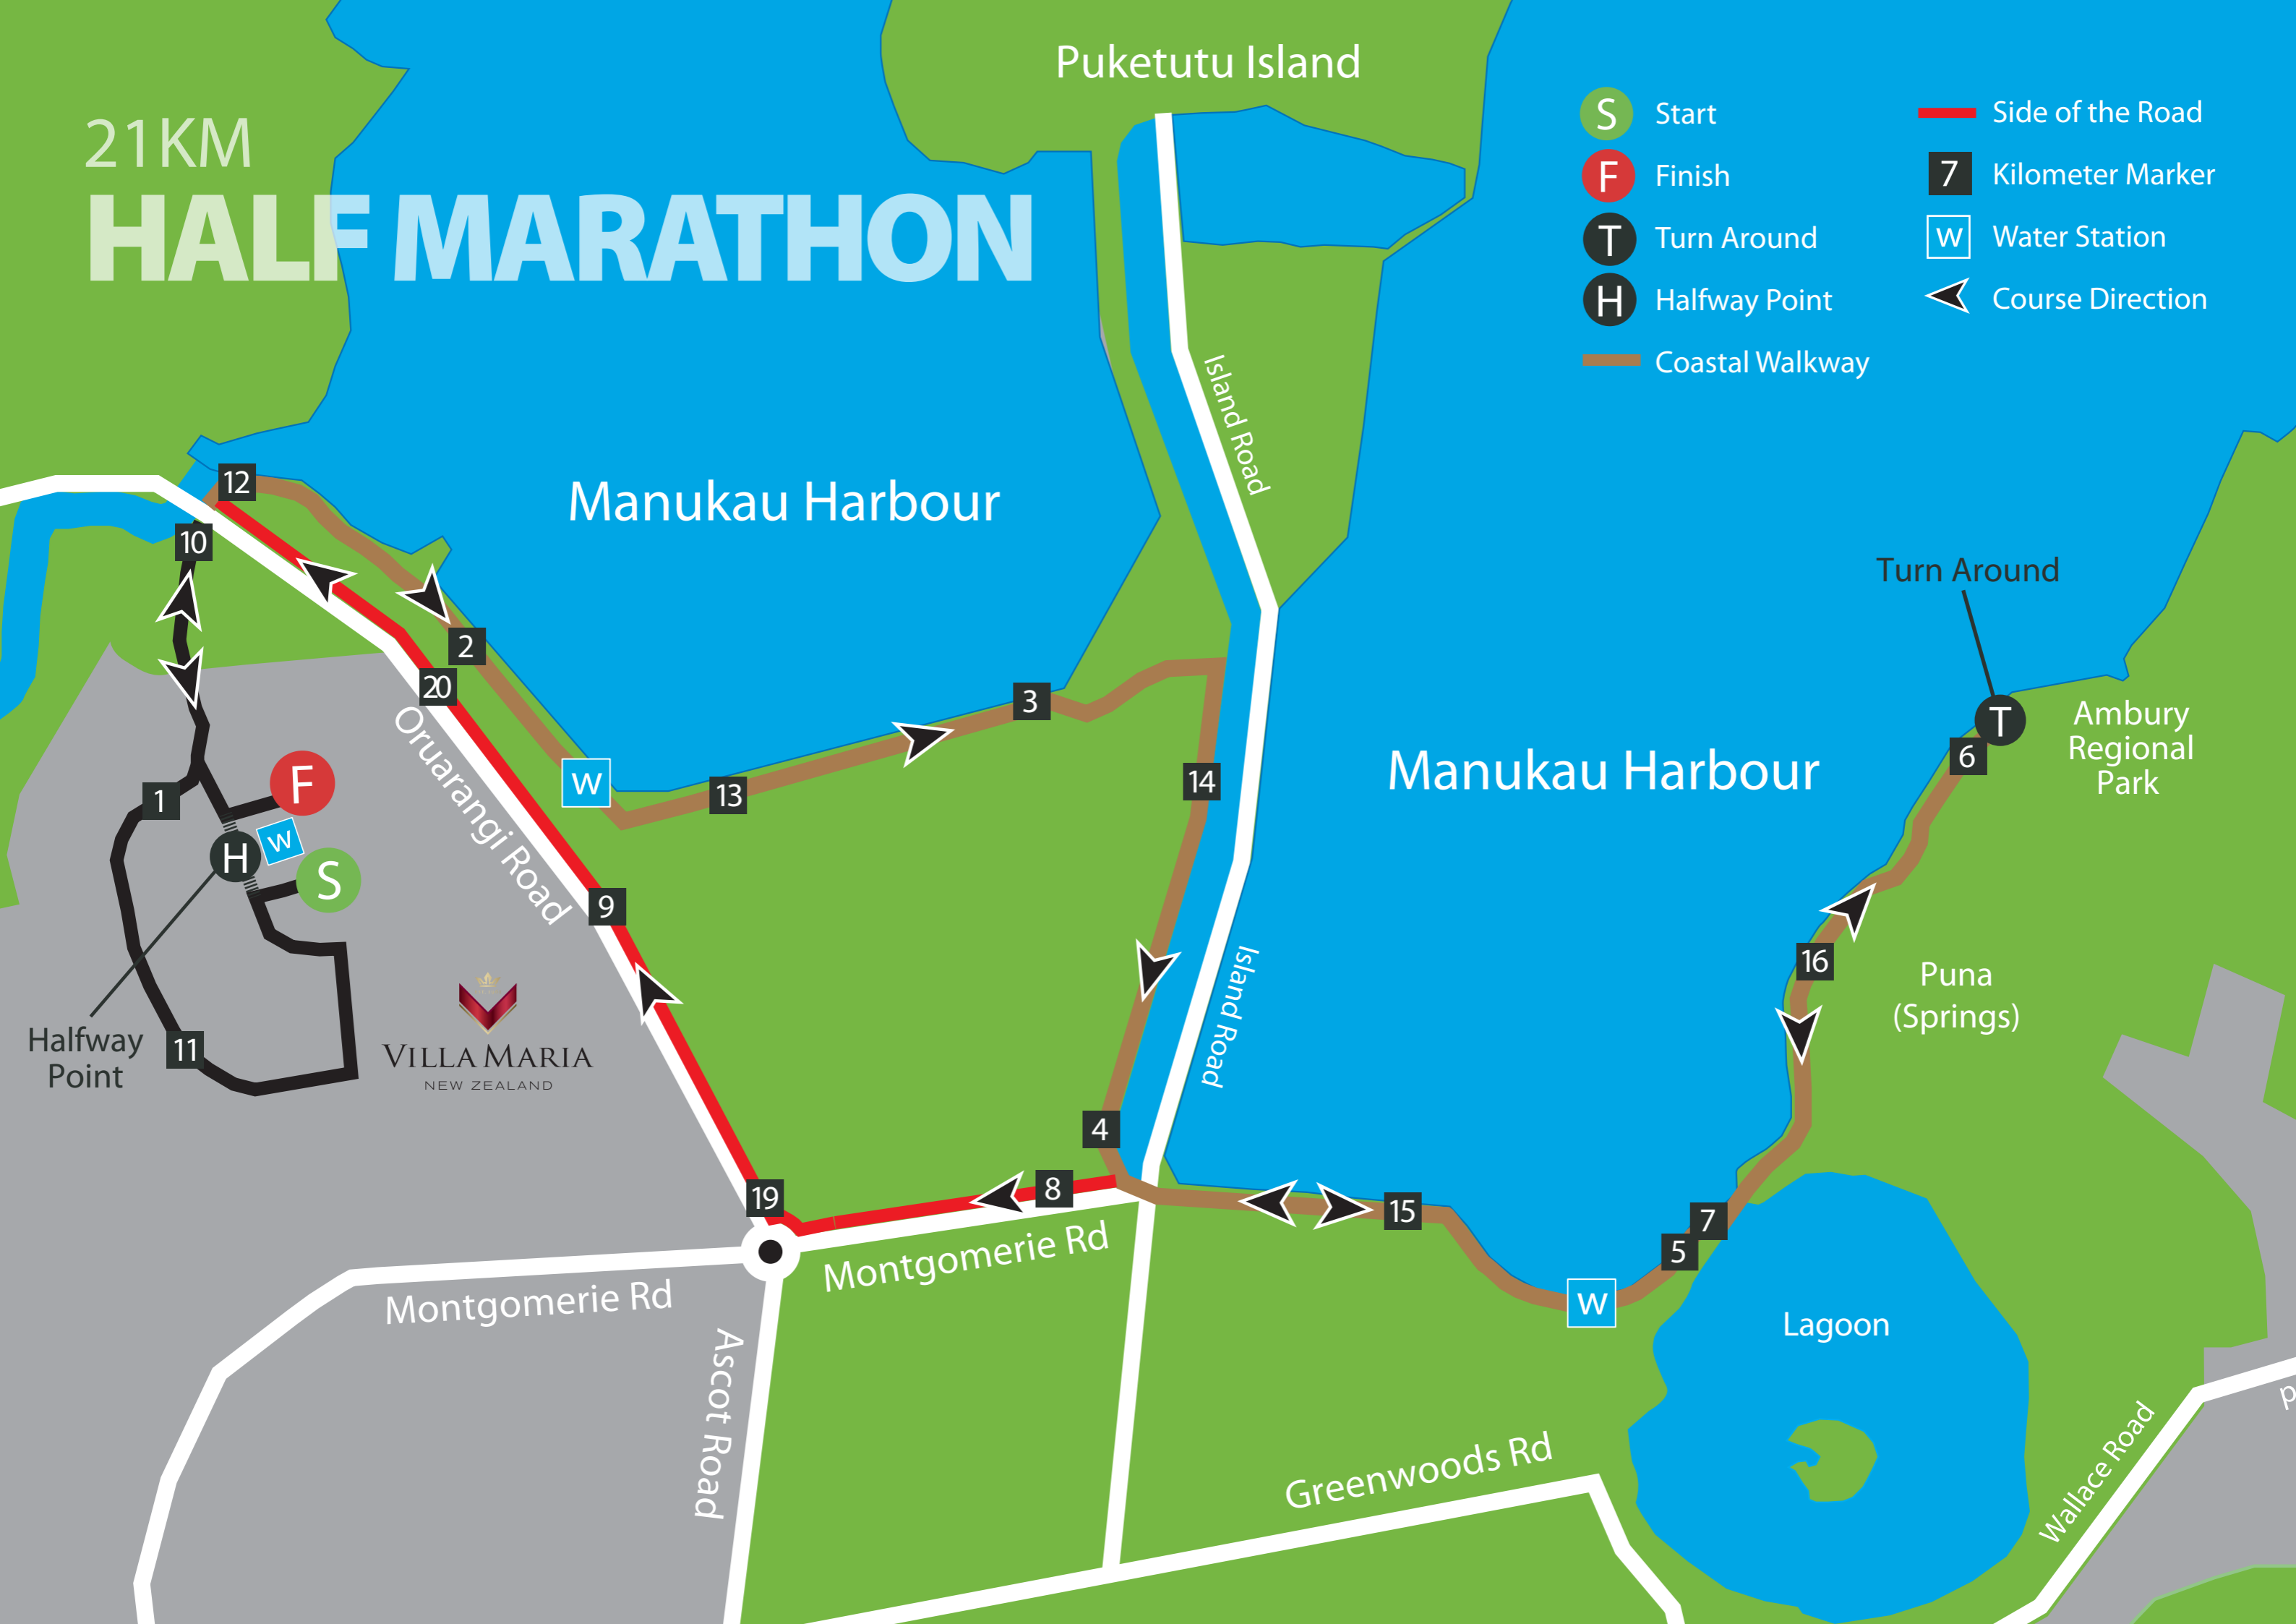 21KM
HALF MARATHON
Puketutu Island
S Start
F Finish
T Turn Around
H Halfway Point
Coastal Walkway
Side of the Road
7 Kilometer Marker
W Water Station
Course Direction
Island Road
Manukau Harbour
12
10
2
20
3
W
13
14
Oruarangi Road
Manukau Harbour
Turn Around
T
6
Ambury
Regional
Park
1
F
W
H
S
9
Halfway
Point
11
VILLA MARIA
NEW ZEALAND
Island Road
16
Puna
(Springs)
4
19
8
15
7
5
W
Montgomerie Rd
Montgomerie Rd
Ascot Road
Lagoon
Greenwoods Rd
Wallace Road